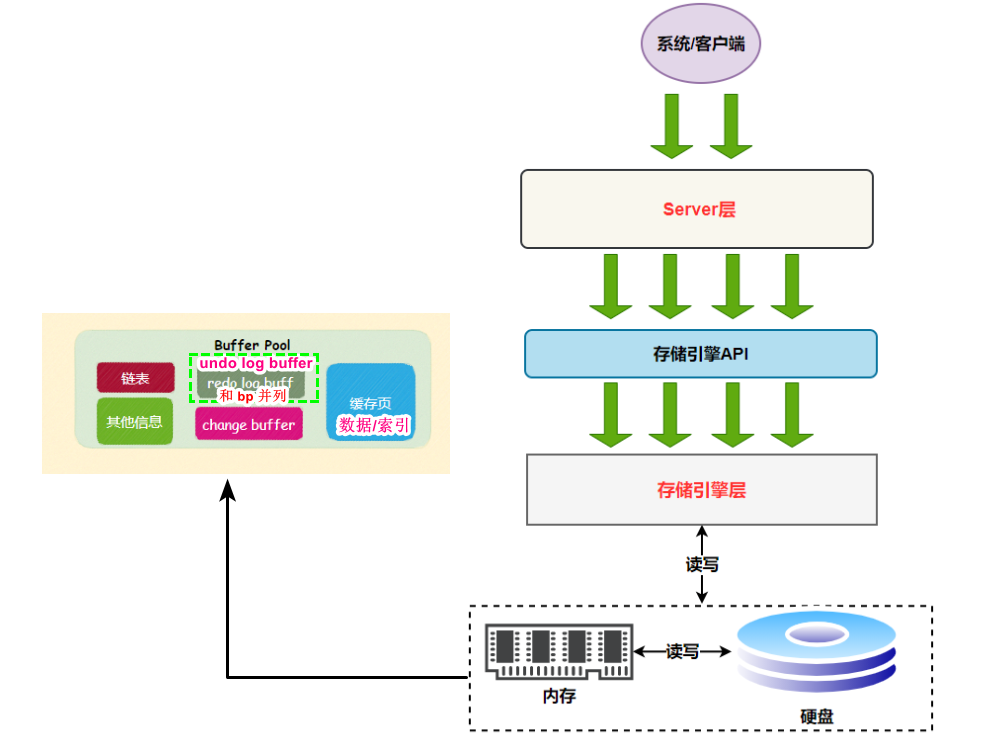 系统/客户端
Server层
存储引擎API
存储引擎层
读写
内存
读写
硬盘
Buffer Pool
链表
其他信息
undo log buffer
redo log buff
和 bp 并列
change buffer
缓存页
数据/索引